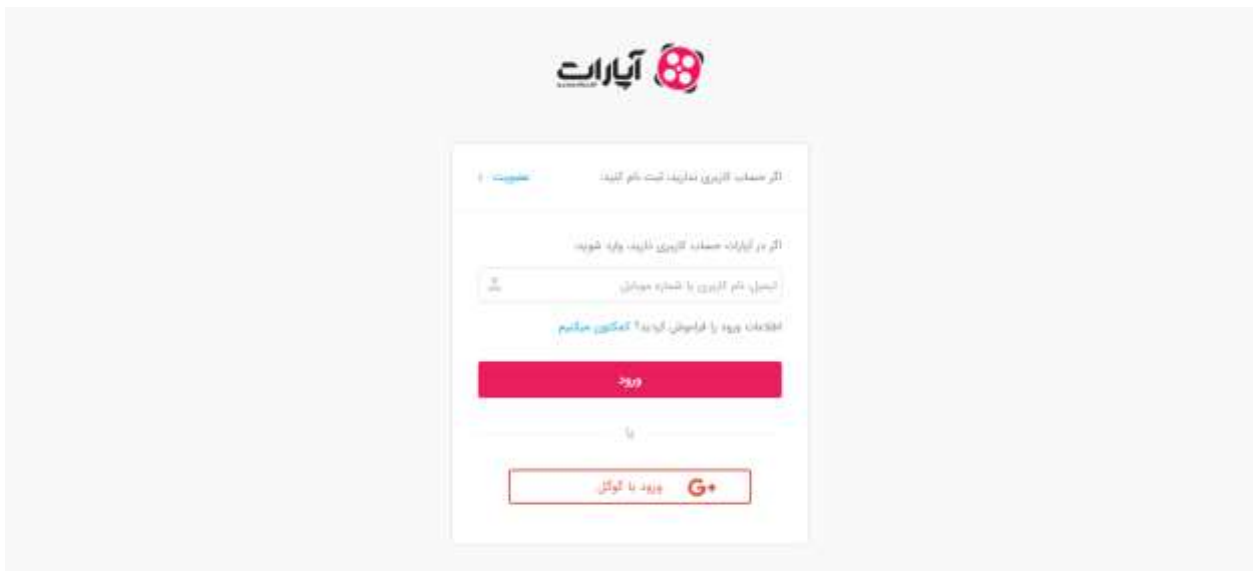 آپارات
اگر حساب کاربری ندارید، ثبت نام کنید: عضویت
اگر در آپارات حساب کاربری دارید، وارد شوید:
ایمیل، نام کاربری یا شماره موبایل
اطلاعات ورود را فراموش کردید؟ کمکتون میکنیم
ورود
یا
ورود با گوگل G+